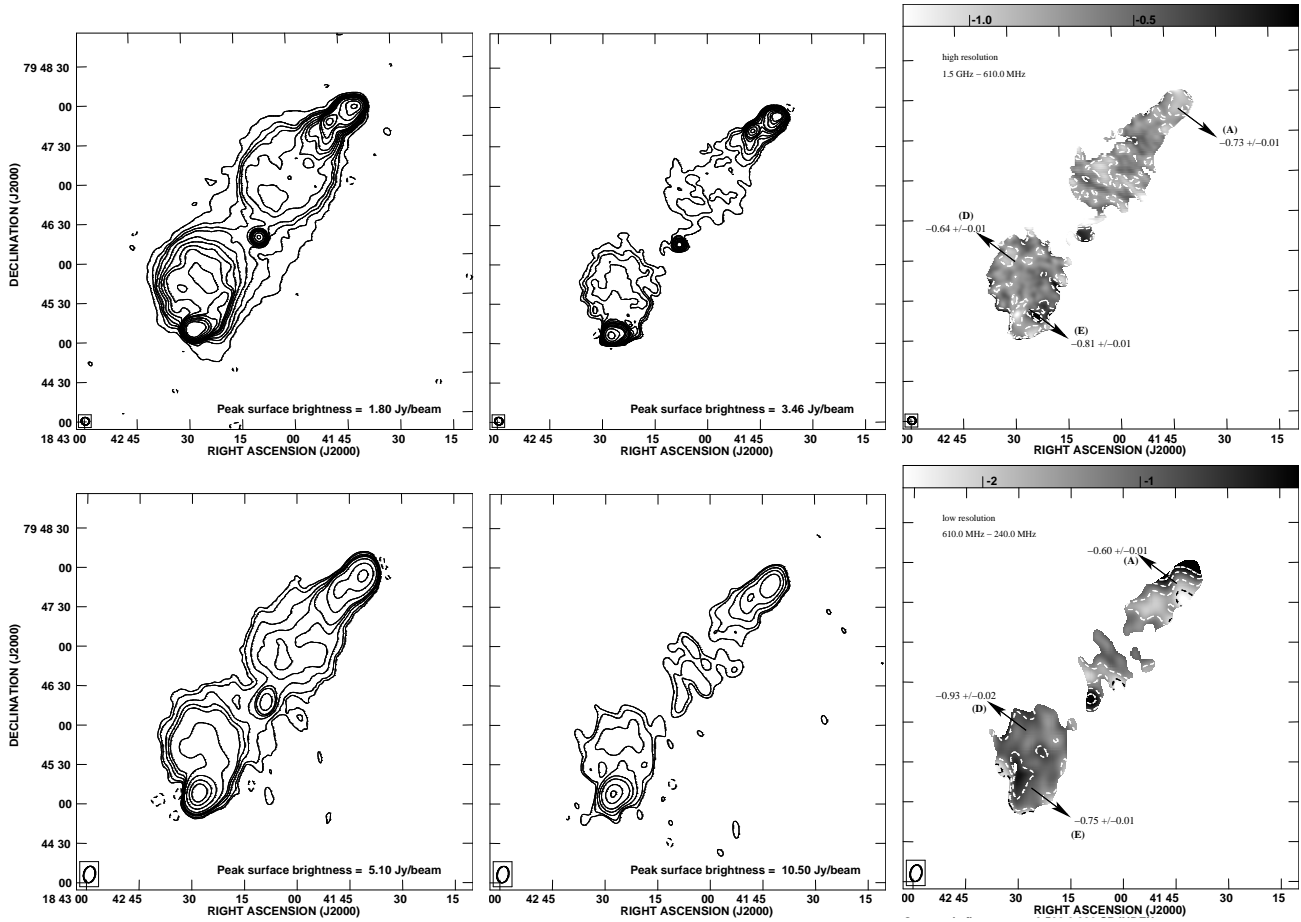 -1.0 -0.5
79 48 30
00
47 30
00
46 30
00
45 30
00
44 30
00
DECLINATION (J2000)
Peak surface brightness = 1.80 Jy/beam
18 43 00 42 45 30 15 00 41 45 30 15
RIGHT ASCENSION (J2000)
Peak surface brightness = 3.46 Jy/beam
42 45 30 15 00 41 45 30 15
RIGHT ASCENSION (J2000)
high resolution
1.5 GHz – 610.0 MHz
(A)
−0.73 +/−0.01
(D)
−0.64 +/−0.01
(E)
−0.81 +/−0.01
42 45 30 15 00 41 45 30 15
RIGHT ASCENSION (J2000)
-2 -1
79 48 30
00
47 30
00
46 30
00
45 30
00
44 30
00
DECLINATION (J2000)
Peak surface brightness = 5.10 Jy/beam
18 43 00 42 45 30 15 00 41 45 30 15
RIGHT ASCENSION (J2000)
Peak surface brightness = 10.50 Jy/beam
42 45 30 15 00 41 45 30 15
RIGHT ASCENSION (J2000)
low resolution
610.0 MHz – 240.0 MHz
−0.60 +/−0.01
(A)
−0.93 +/−0.02
(D)
−0.75 +/−0.01
(E)
42 45 30 15 00 41 45 30 15
RIGHT ASCENSION (J2000)